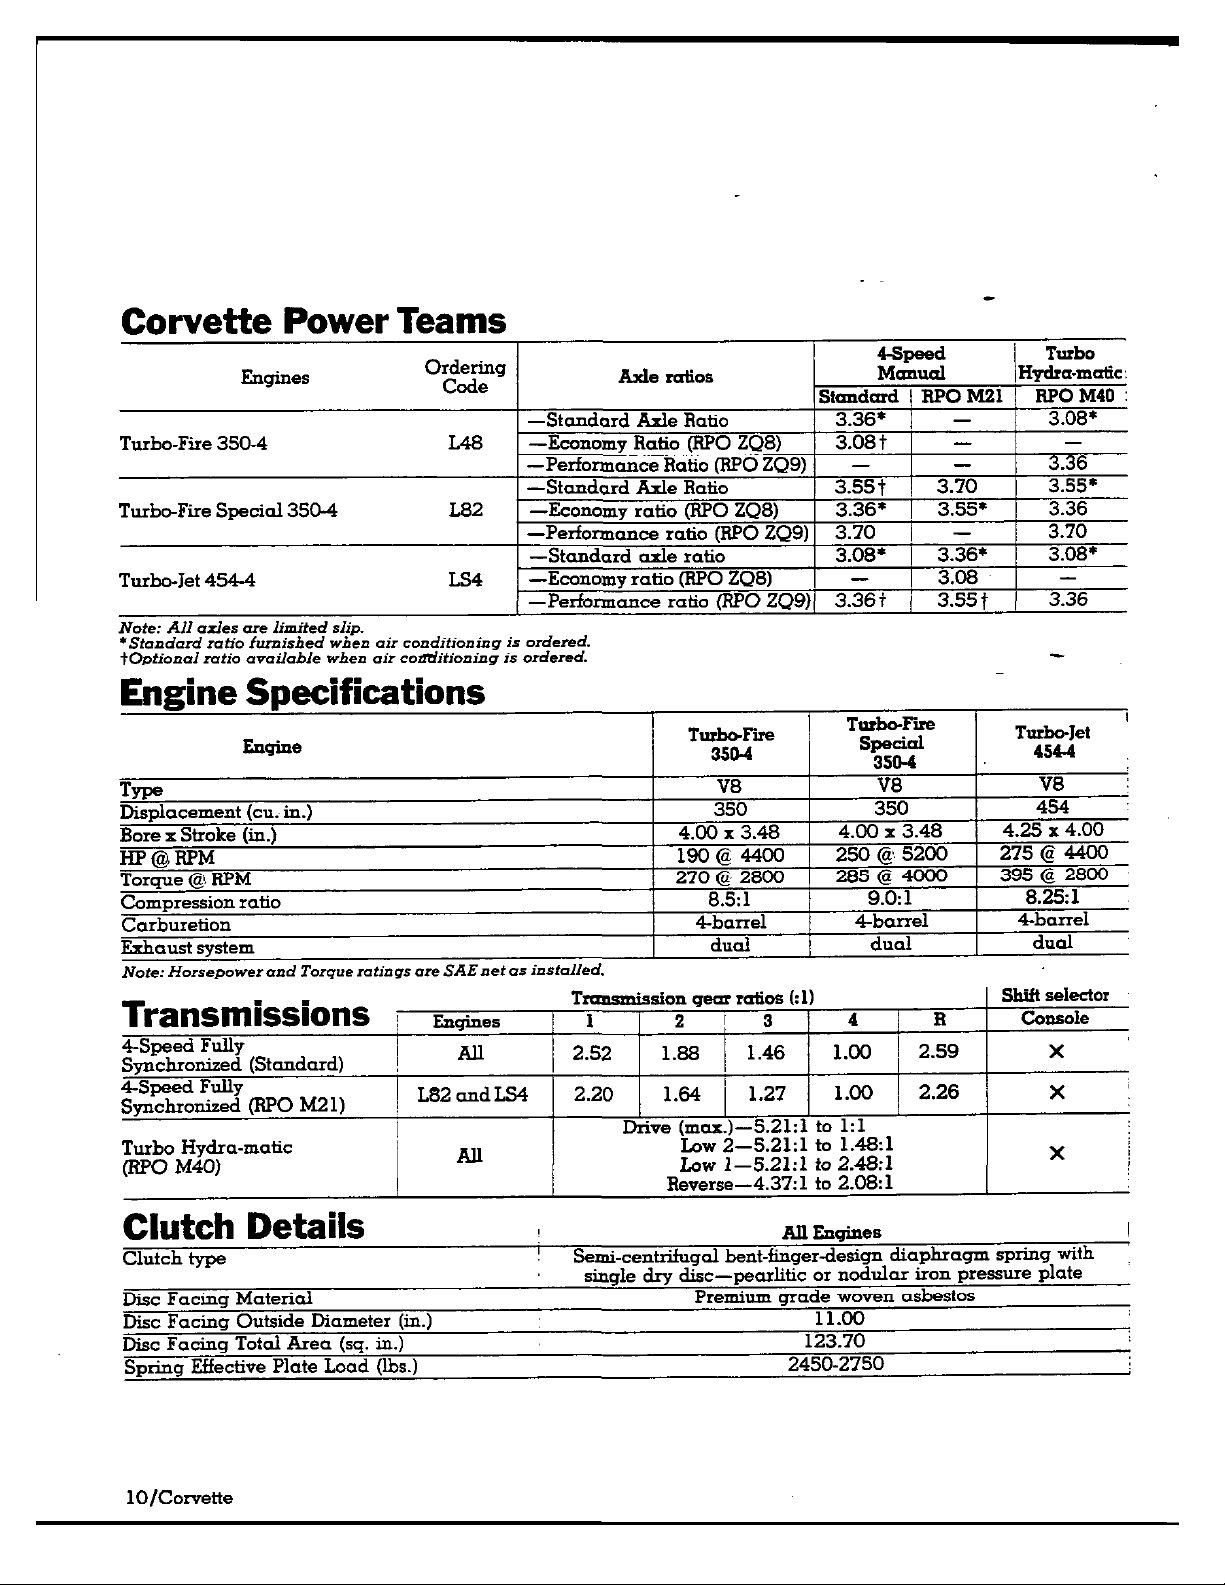 Corvette Power Teams
Engines Ordering Code Axle ratios 4-Speed Manual Turbo Hydra-matic
Standard RPO M21 RPO M40
—Standard Axle Ratio 3.36* — 3.08*
Turbo-Fire 350-4 L48 —Economy Ratio (RPO ZQ8) 3.08† — —
—Performance Ratio (RPO ZQ9) — — 3.36
—Standard Axle Ratio 3.55† 3.70 3.55*
Turbo-Fire Special 350-4 L82 —Economy ratio (RPO ZQ8) 3.36* 3.55* 3.36
—Performance ratio (RPO ZQ9) 3.70 — 3.70
—Standard axle ratio 3.08* 3.36* 3.08*
Turbo-Jet 454-4 LS4 —Economy ratio (RPO ZQ8) — 3.08 —
—Performance ratio (RPO ZQ9) 3.36† 3.55† 3.36
Note: All axles are limited slip.
*Standard ratio furnished when air conditioning is ordered.
†Optional ratio available when air conditioning is ordered.
Engine Specifications
Engine Turbo-Fire 350-4 Turbo-Fire Special 350-4 Turbo-Jet 454-4
Type V8 V8 V8
Displacement (cu. in.) 350 350 454
Bore x Stroke (in.) 4.00 x 3.48 4.00 x 3.48 4.25 x 4.00
HP @ RPM 190 @ 4400 250 @ 5200 275 @ 4400
Torque @ RPM 270 @ 2800 285 @ 4000 395 @ 2800
Compression ratio 8.5:1 9.0:1 8.25:1
Carburetion 4-barrel 4-barrel 4-barrel
Exhaust system dual dual dual
Note: Horsepower and Torque ratings are SAE net as installed.
Transmissions Transmission gear ratios (:1) Shift selector
Engines 1 2 3 4 R Console
4-Speed Fully
Synchronized (Standard) All 2.52 1.88 1.46 1.00 2.59 X
4-Speed Fully
Synchronized (RPO M21) L82 and LS4 2.20 1.64 1.27 1.00 2.26 X
Turbo Hydra-matic
(RPO M40) All X
Drive (max.)—5.21:1 to 1:1
Low 2—5.21:1 to 1.48:1
Low 1—5.21:1 to 2.48:1
Reverse—4.37:1 to 2.08:1
Clutch Details
All Engines
Clutch type Semi-centrifugal bent-finger-design diaphragm spring with
single dry disc—pearlitic or nodular iron pressure plate
Disc Facing Material Premium grade woven asbestos
Disc Facing Outside Diameter (in.) 11.00
Disc Facing Total Area (sq. in.) 123.70
Spring Effective Plate Load (lbs.) 2450-2750
10/Corvette